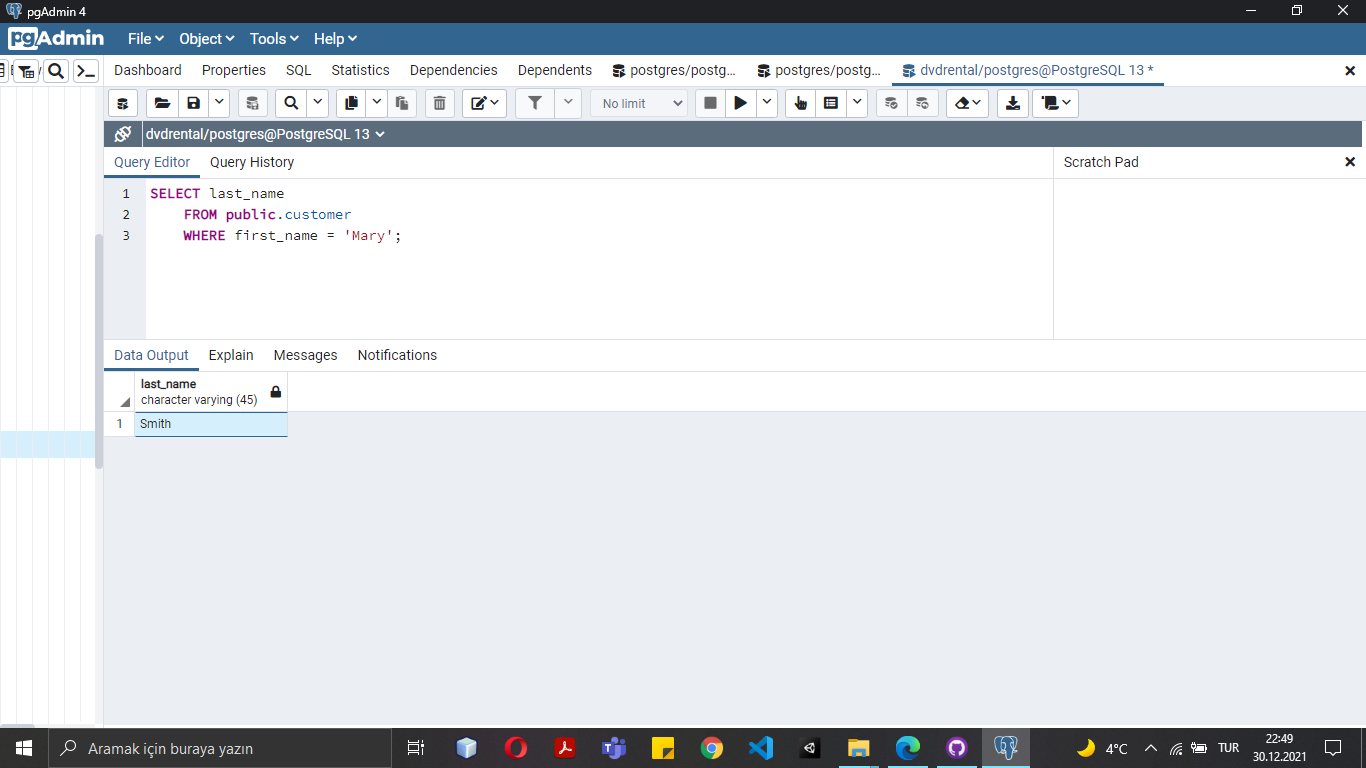 pgAdmin 4
pgAdmin File Object Tools Help
Dashboard Properties SQL Statistics Dependencies Dependents postgres/postg... postgres/postg... dvdrental/postgres@PostgreSQL 13 *
No limit
dvdrental/postgres@PostgreSQL 13
Query Editor Query History Scratch Pad
1 SELECT last_name
2 FROM public.customer
3 WHERE first_name = 'Mary';
Data Output Explain Messages Notifications
last_name
character varying (45)
1 Smith
Aramak için buraya yazın
4°C TUR
22:49
30.12.2021